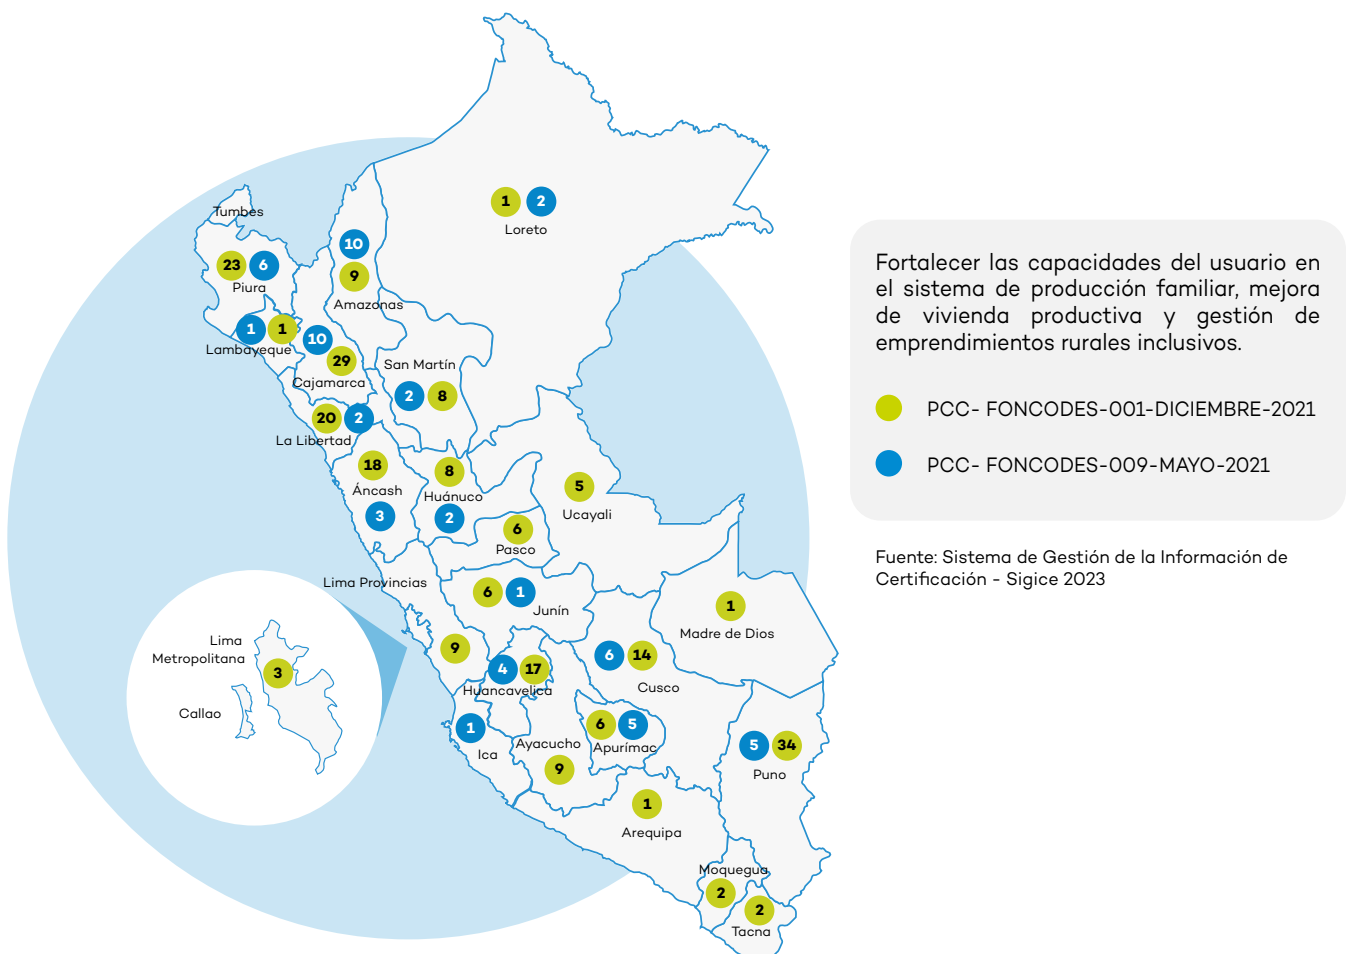 1 2
Loreto
Tumbes
10
9
Amazonas
23 6
Piura
1 1
Lambayeque
10
29
Cajamarca
San Martín
2 8
20 2
La Libertad
18
Áncash
3
8
Huánuco
2
5
Ucayali
6
Pasco
Lima Provincias
9
6 1
Junín
1
Madre de Dios
4 17
Huancavelica
6 14
Cusco
Lima
Metropolitana
3
Callao
1
Ica
Ayacucho
9
6 5
Apurímac
5 34
Puno
1
Arequipa
Moquegua
2
2
Tacna
Fortalecer las capacidades del usuario en
el sistema de producción familiar, mejora
de vivienda productiva y gestión de
emprendimientos rurales inclusivos.
PCC- FONCODES-001-DICIEMBRE-2021
PCC- FONCODES-009-MAYO-2021
Fuente: Sistema de Gestión de la Información de
Certificación - Sigice 2023